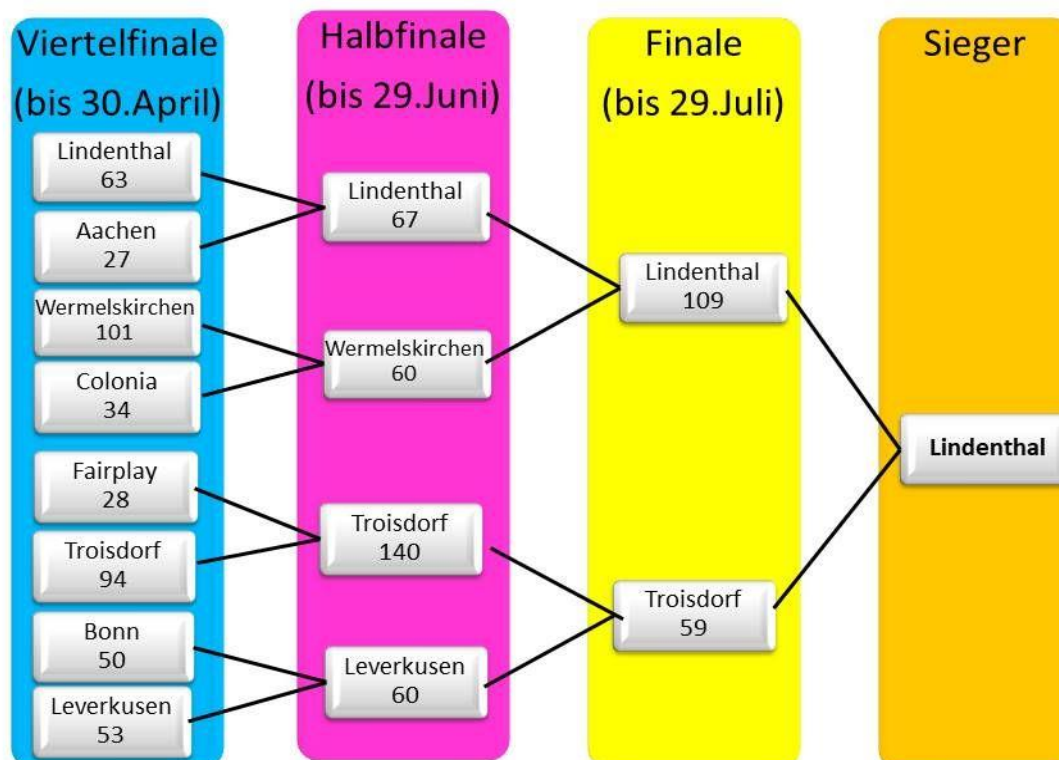 Viertelfinale
(bis 30.April)
Lindenthal
63
Aachen
27
Wermelskirchen
101
Colonia
34
Fairplay
28
Troisdorf
94
Bonn
50
Leverkusen
53
Halbfinale
(bis 29.Juni)
Lindenthal
67
Wermelskirchen
60
Troisdorf
140
Leverkusen
60
Finale
(bis 29.Juli)
Lindenthal
109
Troisdorf
59
Sieger
Lindenthal